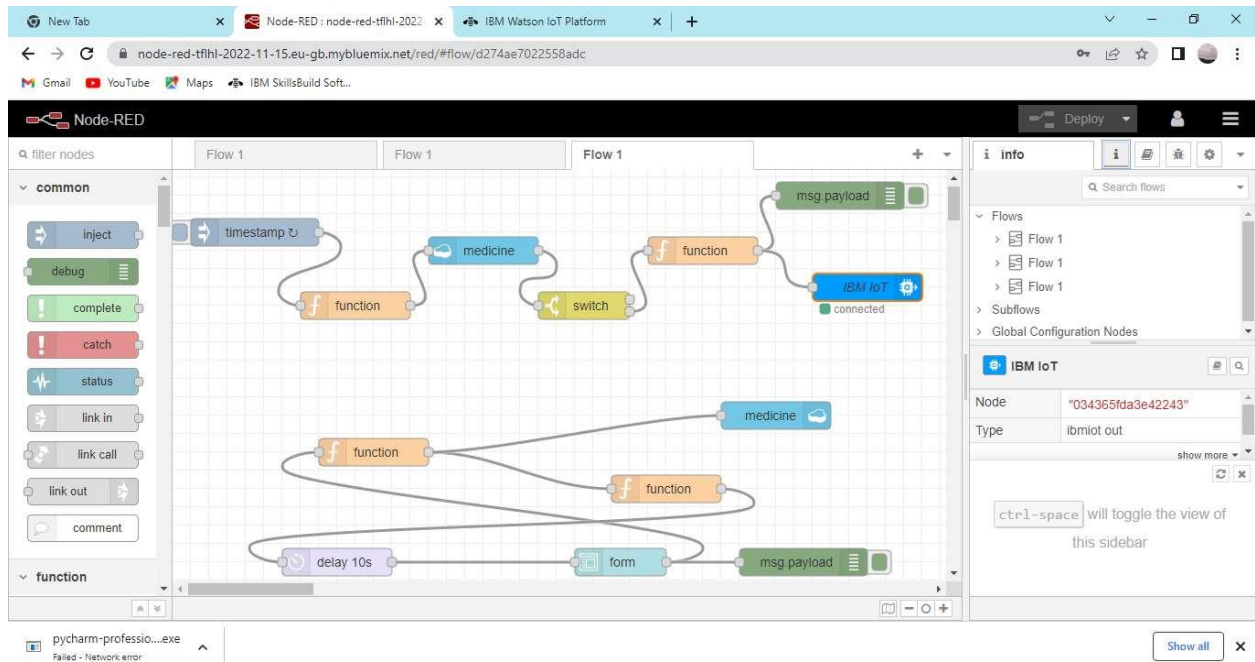 New Tab
Node-RED : node-red-tflhl-2022-
IBM Watson IoT Platform
node-red-tflhl-2022-11-15.eu-gb.mybluemix.net/red/#flow/d274ae7022558adc
Gmail YouTube Maps IBM SkillsBuild Soft...
Node-RED
Deploy
filter nodes
Flow 1 Flow 1 Flow 1
i info
i
common
inject
debug
complete
catch
status
link in
link call
link out
comment
function
timestamp ↻
function
medicine
switch
function
msg.payload
IBM IoT
connected
medicine
function
function
delay 10s
form
msg.payload
Search flows
Flows
Flow 1
Flow 1
Flow 1
Subflows
Global Configuration Nodes
IBM IoT
Node "034365fda3e42243"
Type ibmiot out
show more
ctrl-space will toggle the view of
this sidebar
pycharm-professio....exe
Failed - Network error
Show all